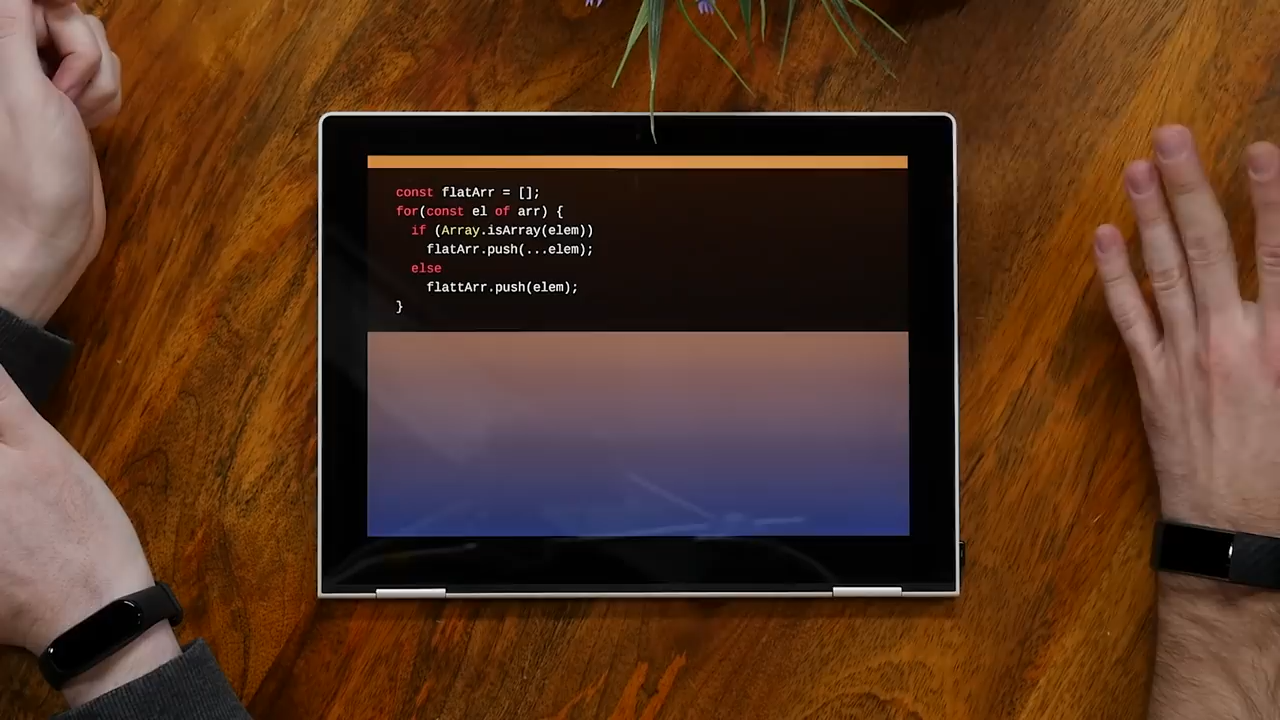 const flatArr = [];
for(const el of arr) {
if (Array.isArray(elem))
flatArr.push(...elem);
else
flattArr.push(elem);
}